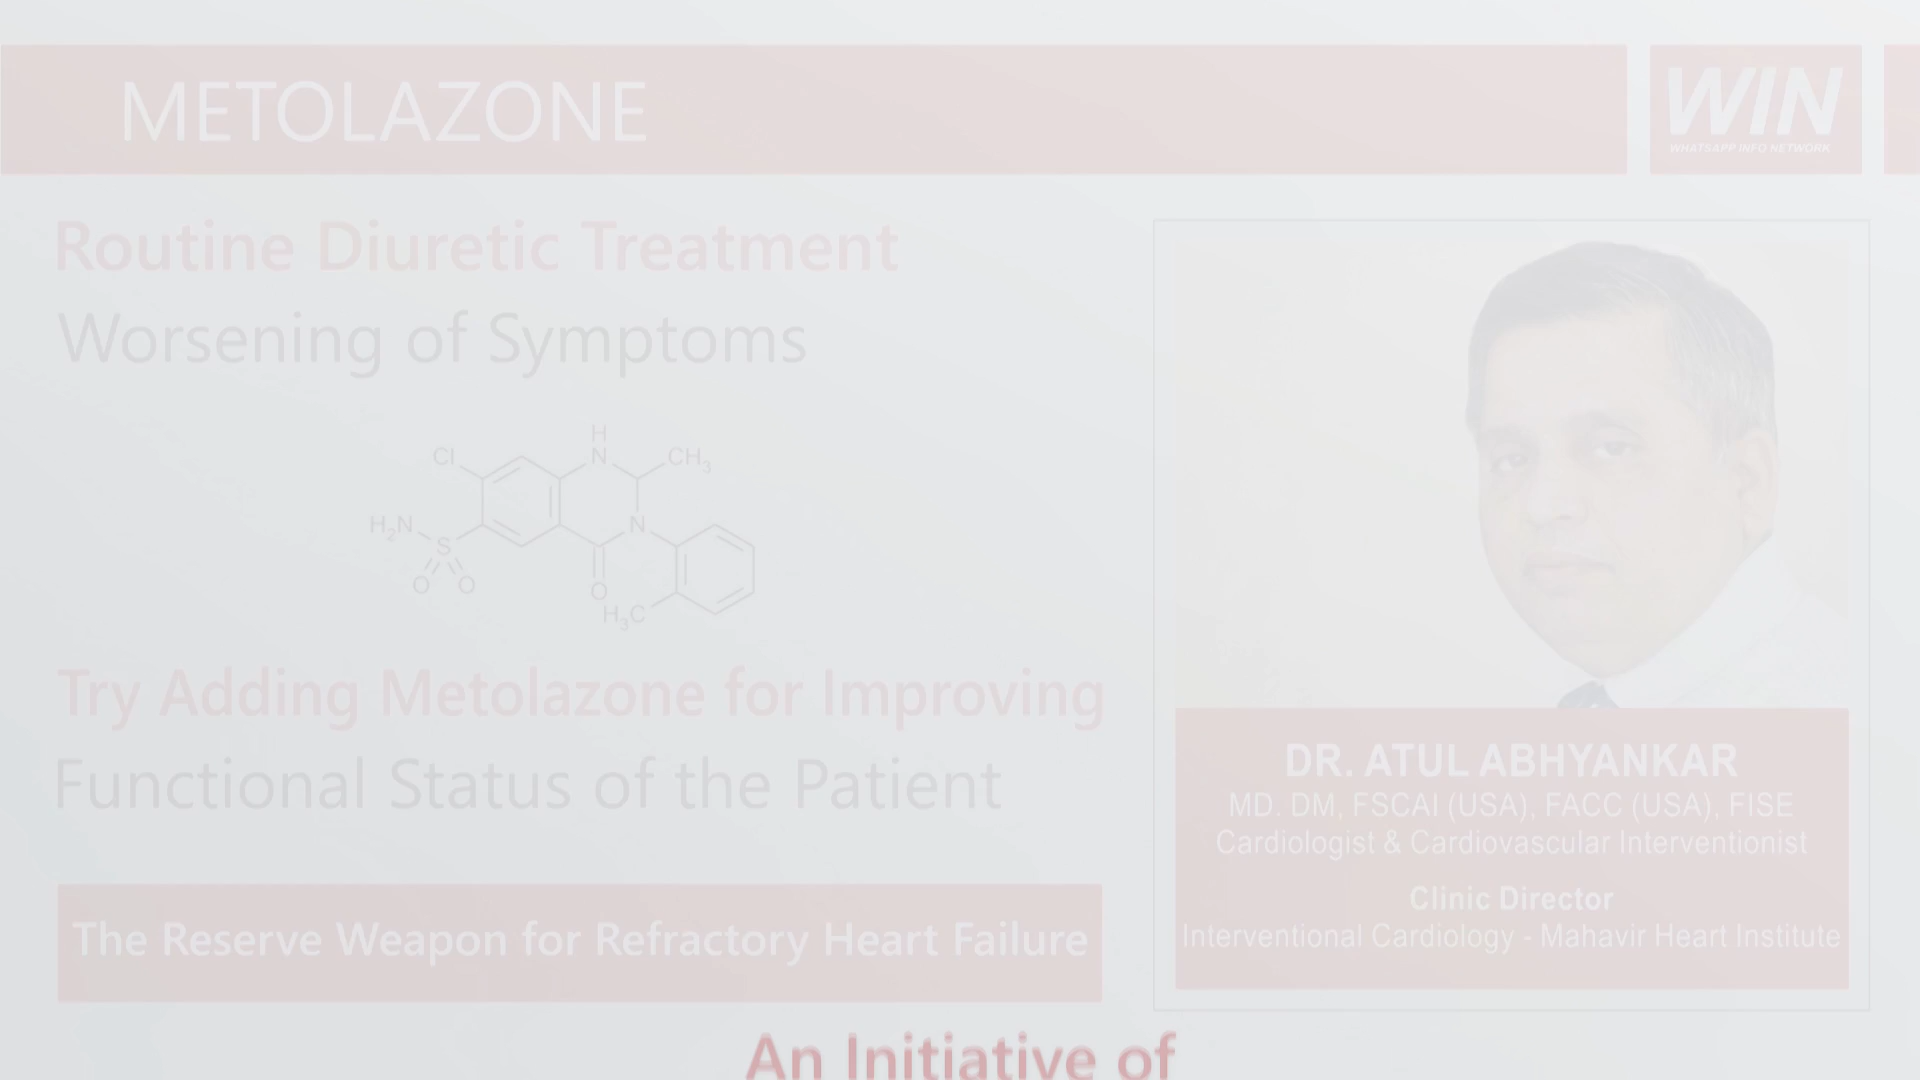 METOLAZONE
WIN
WHATSAPP INFO NETWORK
Routine Diuretic Treatment
Worsening of Symptoms
H
Cl
N
CH3
H2N
N
S
O
O
O
H3C
Try Adding Metolazone for Improving
Functional Status of the Patient
The Reserve Weapon for Refractory Heart Failure
DR. ATUL ABHYANKAR
MD. DM, FSCAI (USA), FACC (USA), FISE
Cardiologist & Cardiovascular Interventionist
Clinic Director
Interventional Cardiology - Mahavir Heart Institute
An Initiative of